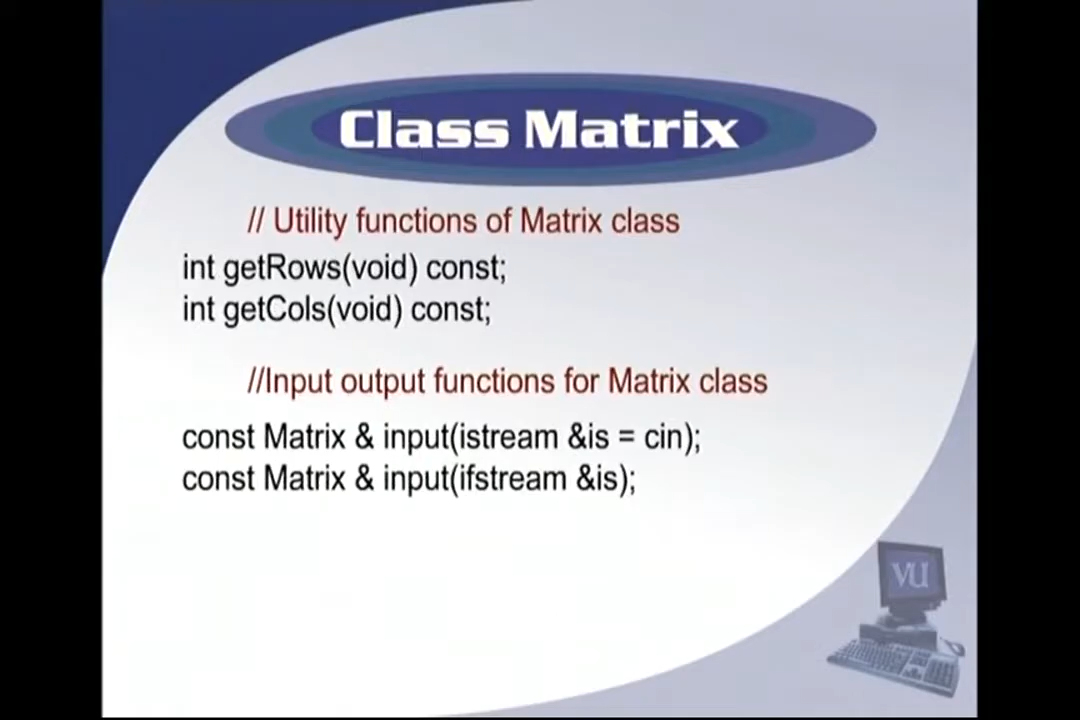 Class Matrix
// Utility functions of Matrix class
int getRows(void) const;
int getCols(void) const;
//Input output functions for Matrix class
const Matrix & input(istream &is = cin);
const Matrix & input(ifstream &is);
VU